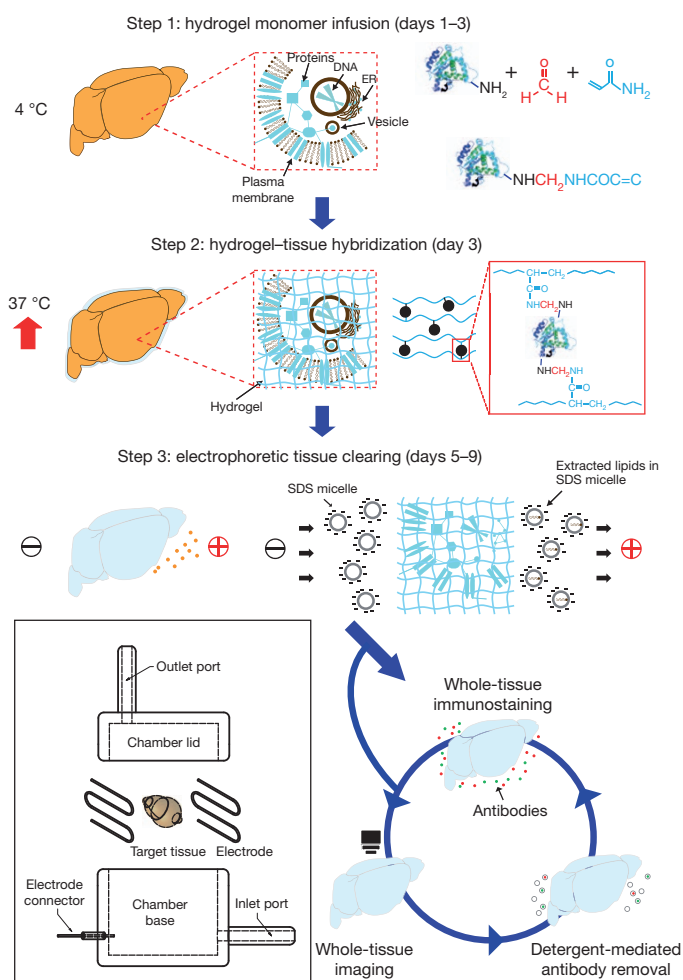 Step 1: hydrogel monomer infusion (days 1–3)
4 °C
Proteins
DNA
ER
Vesicle
Plasma
membrane
NH2 + H C O H + O NH2
NHCH2NHCOC=C
Step 2: hydrogel–tissue hybridization (day 3)
37 °C
Hydrogel
CH—CH2
C=O
NHCH2NH
NHCH2NH
C=O
CH—CH2
Step 3: electrophoretic tissue clearing (days 5–9)
SDS micelle
Extracted lipids in
SDS micelle
Outlet port
Chamber lid
Target tissue
Electrode
Electrode
connector
Chamber
base
Inlet port
Whole-tissue
immunostaining
Antibodies
Whole-tissue
imaging
Detergent-mediated
antibody removal